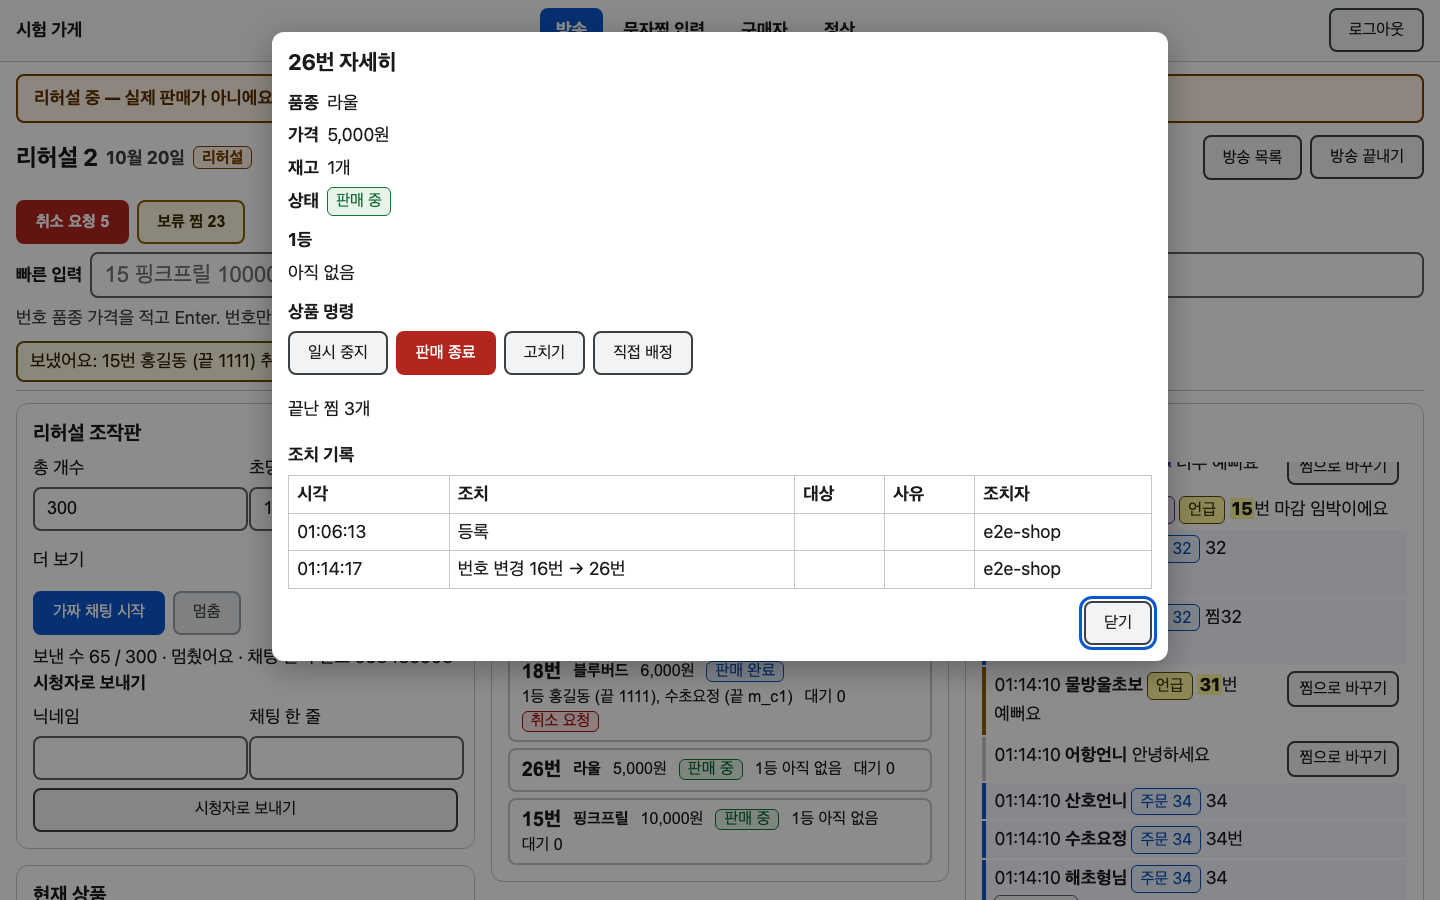 시험 가게
방송 문자찜 입력 구매자 정산
로그아웃
리허설 중 — 실제 판매가 아니에요
리허설 2 10월 20일 리허설
방송 목록 방송 끝내기
취소 요청 5 보류 찜 23
빠른 입력 15 핑크프릴 10000
번호 품종 가격을 적고 Enter. 번호만
보냈어요: 15번 홍길동 (끝 1111) 취
26번 자세히
품종 라울
가격 5,000원
재고 1개
상태 판매 중
1등
아직 없음
상품 명령
일시 중지 판매 종료 고치기 직접 배정
끝난 찜 3개
조치 기록
시각 조치 대상 사유 조치자
01:06:13 등록 e2e-shop
01:14:17 번호 변경 16번 → 26번 e2e-shop
닫기
리허설 조작판
총 개수
300 1
더 보기
가짜 채팅 시작 멈춤
보낸 수 65 / 300 · 멈췄어요 ·
시청자로 보내기
닉네임 채팅 한 줄
시청자로 보내기
현재 상품
18번 블루버드 6,000원 판매 완료
1등 홍길동 (끝 1111), 수초요정 (끝 m_c1) 대기 0
취소 요청
26번 라울 5,000원 판매 중 1등 아직 없음 대기 0
15번 핑크프릴 10,000원 판매 중 1등 아직 없음
대기 0
예뻐요 찜으로 바꾸기
언급 15번 마감 임박이에요
32 32
32 찜32
01:14:10 물방울초보 언급 31번
예뻐요
찜으로 바꾸기
01:14:10 어항언니 안녕하세요 찜으로 바꾸기
01:14:10 산호언니 주문 34 34
01:14:10 수초요정 주문 34 34번
01:14:10 해초형님 주문 34 34